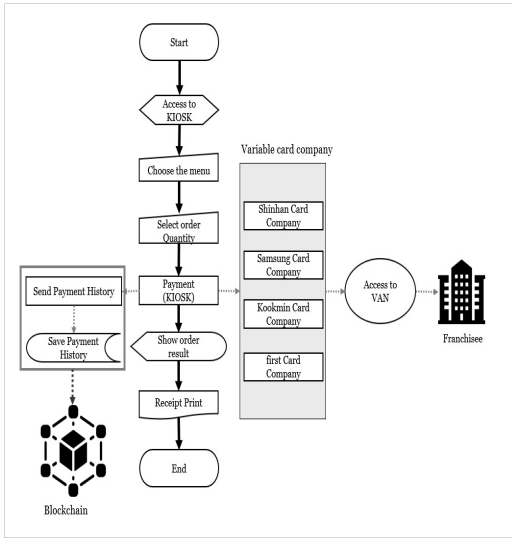 Start
Access to
KIOSK
Choose the menu
Select order
Quantity
Payment
(KIOSK)
Show order
result
Receipt Print
End
Send Payment History
Save Payment
History
Blockchain
Variable card company
Shinhan Card
Company
Samsung Card
Company
Kookmin Card
Company
first Card
Company
Access to
VAN
Franchisee